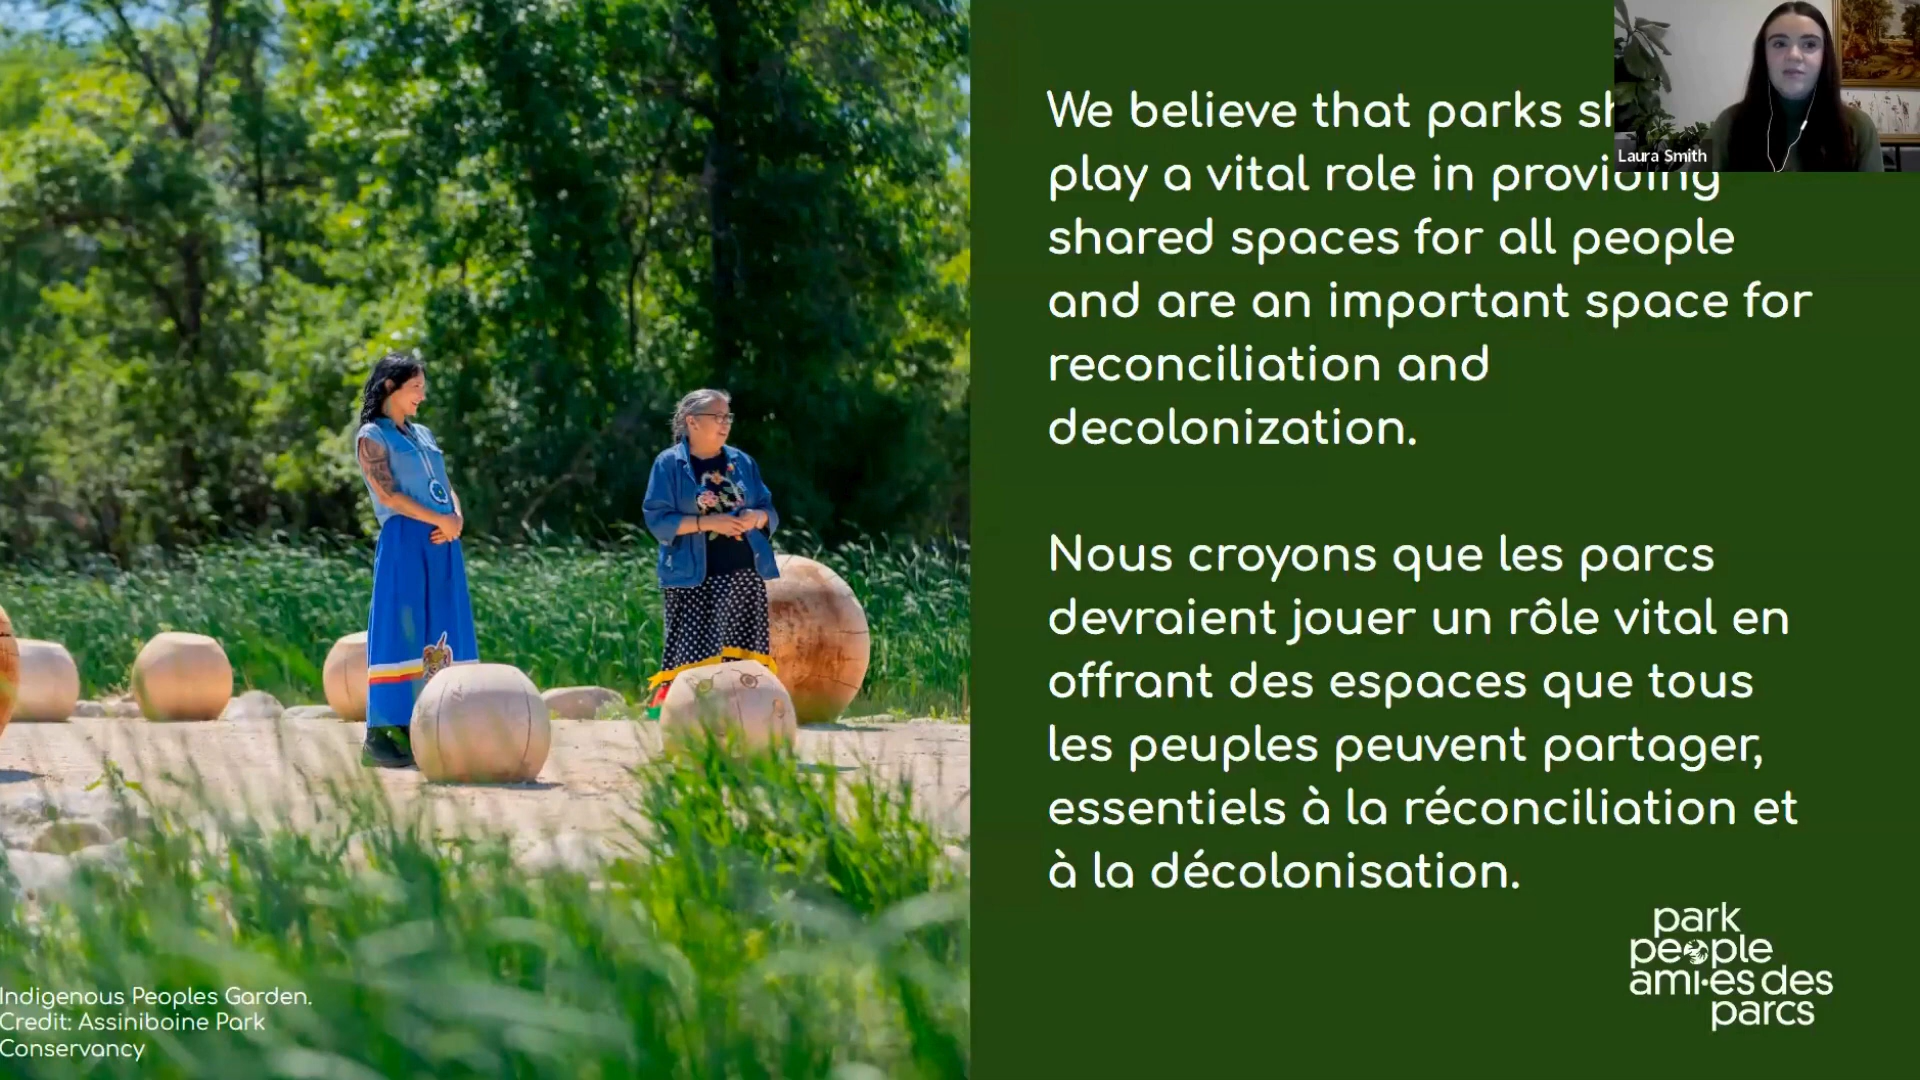 We believe that parks
play a vital role in providing
shared spaces for all people
and are an important space for
reconciliation and
decolonization.
Nous croyons que les parcs
devraient jouer un rôle vital en
offrant des espaces que tous
les peuples peuvent partager,
essentiels à la réconciliation et
à la décolonisation.
Laura Smith
park
people
ami·es des
parcs
Indigenous Peoples Garden.
Credit: Assiniboine Park
Conservancy